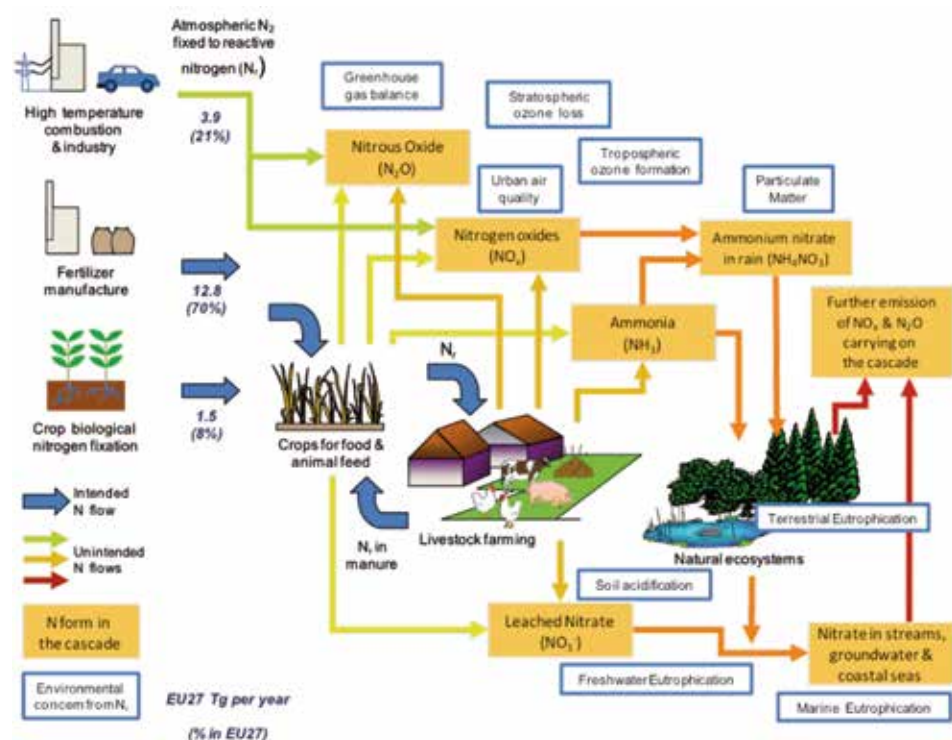 Atmospheric N₂
fixed to reactive
nitrogen (Nᵣ)
High temperature
combustion
& industry
3.9
(21%)
Greenhouse
gas balance
Stratospheric
ozone loss
Nitrous Oxide
(N₂O)
Tropospheric
ozone formation
Urban air
quality
Particulate
Matter
Nitrogen oxides
(NOₓ)
Ammonium nitrate
in rain (NH₄NO₃)
Fertilizer
manufacture
12.8
(70%)
Ammonia
(NH₃)
Further emission
of NOₓ & N₂O
carrying on
the cascade
Nᵣ
Crop biological
nitrogen fixation
1.5
(8%)
Crops for food &
animal feed
Livestock farming
Nᵣ in
manure
Terrestrial Eutrophication
Natural ecosystems
Intended
N flow
Unintended
N flows
Soil acidification
Leached Nitrate
(NO₃⁻)
Nitrate in streams,
groundwater &
coastal seas
Freshwater Eutrophication
Marine Eutrophication
N form in
the cascade
Environmental
concern from Nᵣ
EU27 Tg per year
(% in EU27)